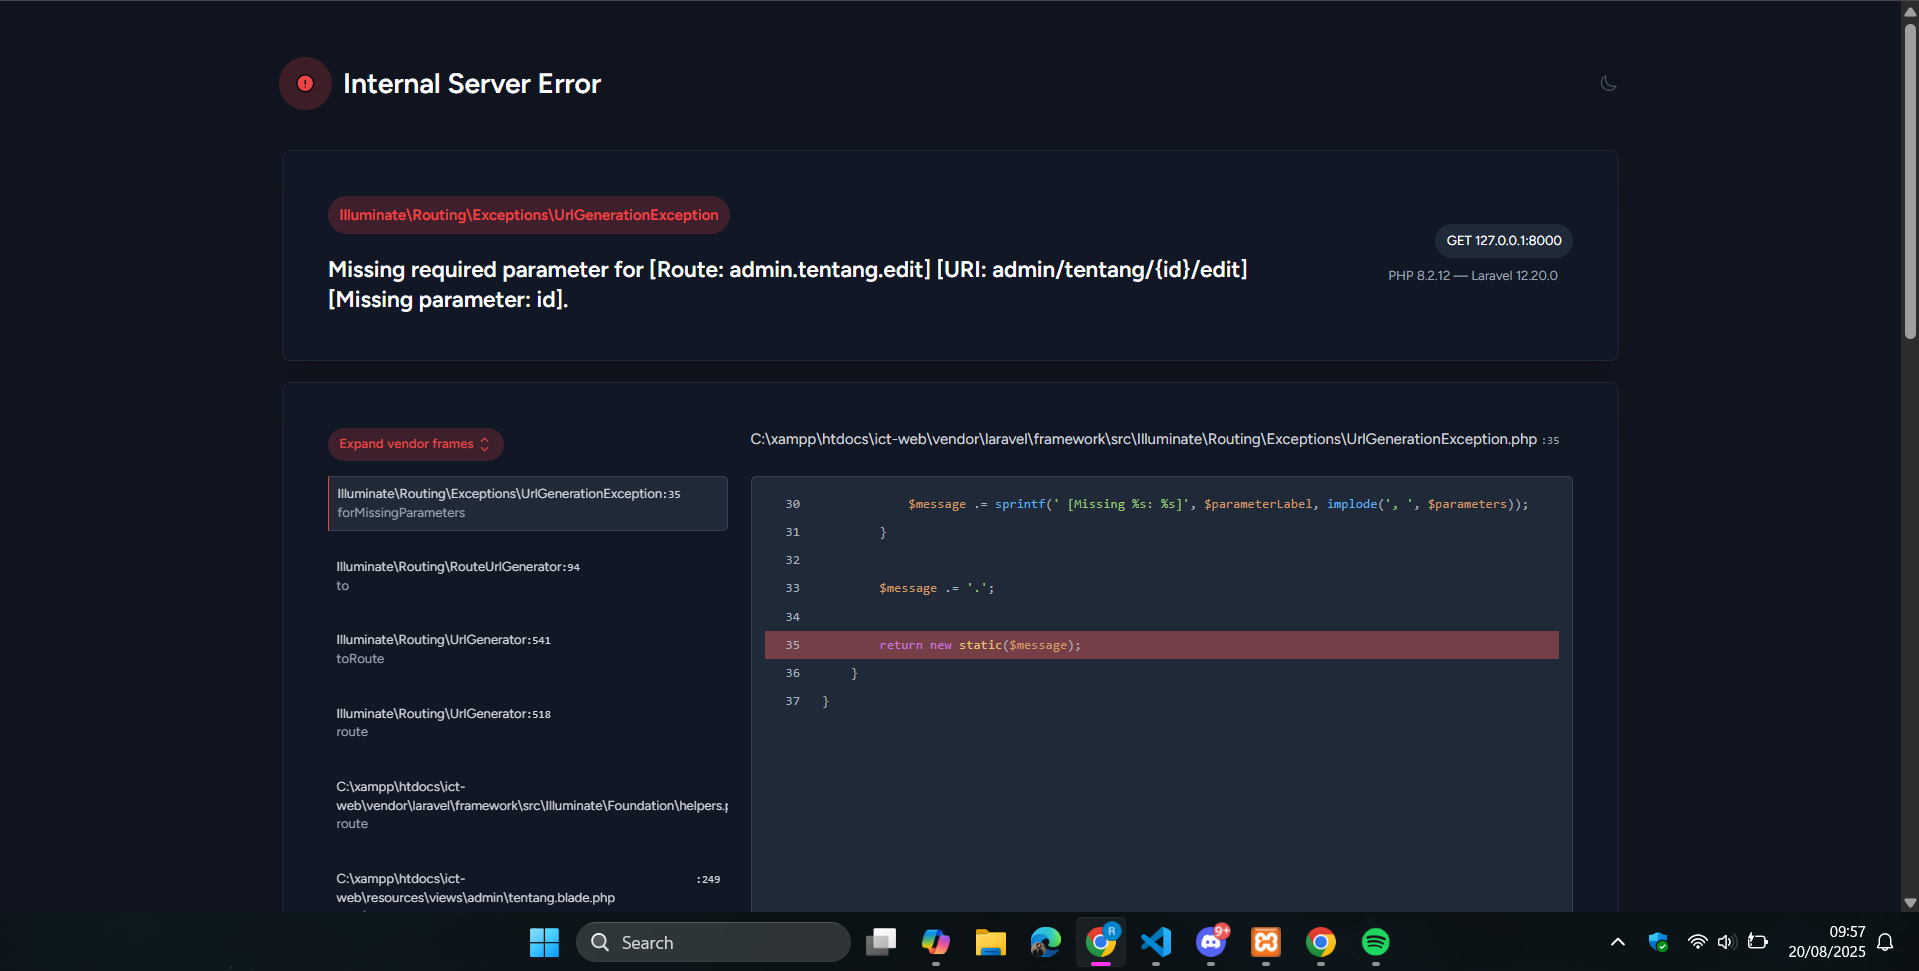 Internal Server Error
Illuminate\Routing\Exceptions\UrlGenerationException
Missing required parameter for [Route: admin.tentang.edit] [URI: admin/tentang/{id}/edit]
[Missing parameter: id].
GET 127.0.0.1:8000
PHP 8.2.12 — Laravel 12.20.0
Expand vendor frames
Illuminate\Routing\Exceptions\UrlGenerationException:35
forMissingParameters
Illuminate\Routing\RouteUrlGenerator:94
to
Illuminate\Routing\UrlGenerator:541
toRoute
Illuminate\Routing\UrlGenerator:518
route
C:\xampp\htdocs\ict-
web\vendor\laravel\framework\src\Illuminate\Foundation\helpers.p
route
C:\xampp\htdocs\ict- :249
web\resources\views\admin\tentang.blade.php
C:\xampp\htdocs\ict-web\vendor\laravel\framework\src\Illuminate\Routing\Exceptions\UrlGenerationException.php :35
30 $message .= sprintf(' [Missing %s: %s]', $parameterLabel, implode(', ', $parameters));
31 }
32
33 $message .= '.';
34
35 return new static($message);
36 }
37 }
Search
R
9+
09:57
20/08/2025